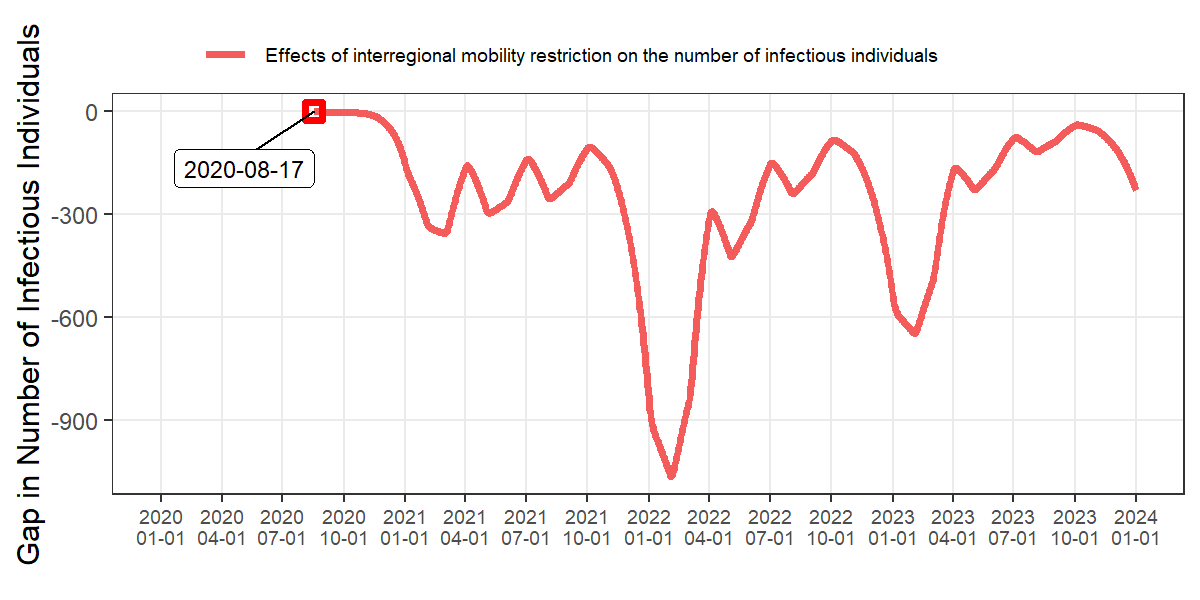 Effects of interregional mobility restriction on the number of infectious individuals
Gap in Number of Infectious Individuals
0
-300
-600
-900
2020-08-17
2020 2020 2020 2020 2021 2021 2021 2021 2022 2022 2022 2022 2023 2023 2023 2023 2024
01-01 04-01 07-01 10-01 01-01 04-01 07-01 10-01 01-01 04-01 07-01 10-01 01-01 04-01 07-01 10-01 01-01